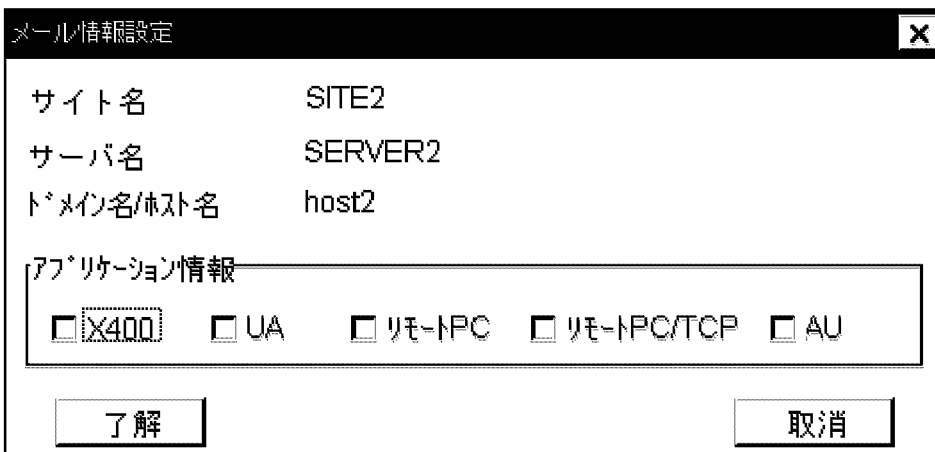 メール情報設定
サイト名 SITE2
サーバ名 SERVER2
ﾄﾞﾒｲﾝ名/ﾎｽﾄ名 host2
ｱﾌﾟﾘｹｰｼｮﾝ情報
X400 UA ﾘﾓｰﾄPC ﾘﾓｰﾄPC/TCP AU
了解 取消